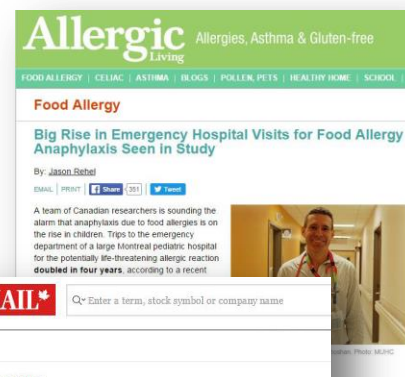 Allergic
Living
Allergies, Asthma & Gluten-free
FOOD ALLERGY | CELIAC | ASTHMA | BLOGS | POLLEN, PETS | HEALTHY HOME | SCHOOL |
Food Allergy
Big Rise in Emergency Hospital Visits for Food Allergy
Anaphylaxis Seen in Study
By: Jason Rehel
EMAIL | PRINT | Share 351 | Tweet
A team of Canadian researchers is sounding the
alarm that anaphylaxis due to food allergies is on
the rise in children. Trips to the emergency
department of a large Montreal pediatric hospital
for the potentially life-threatening allergic reaction
doubled in four years, according to a recent
Photo: MUHC
MAIL
Enter a term, stock symbol or company name